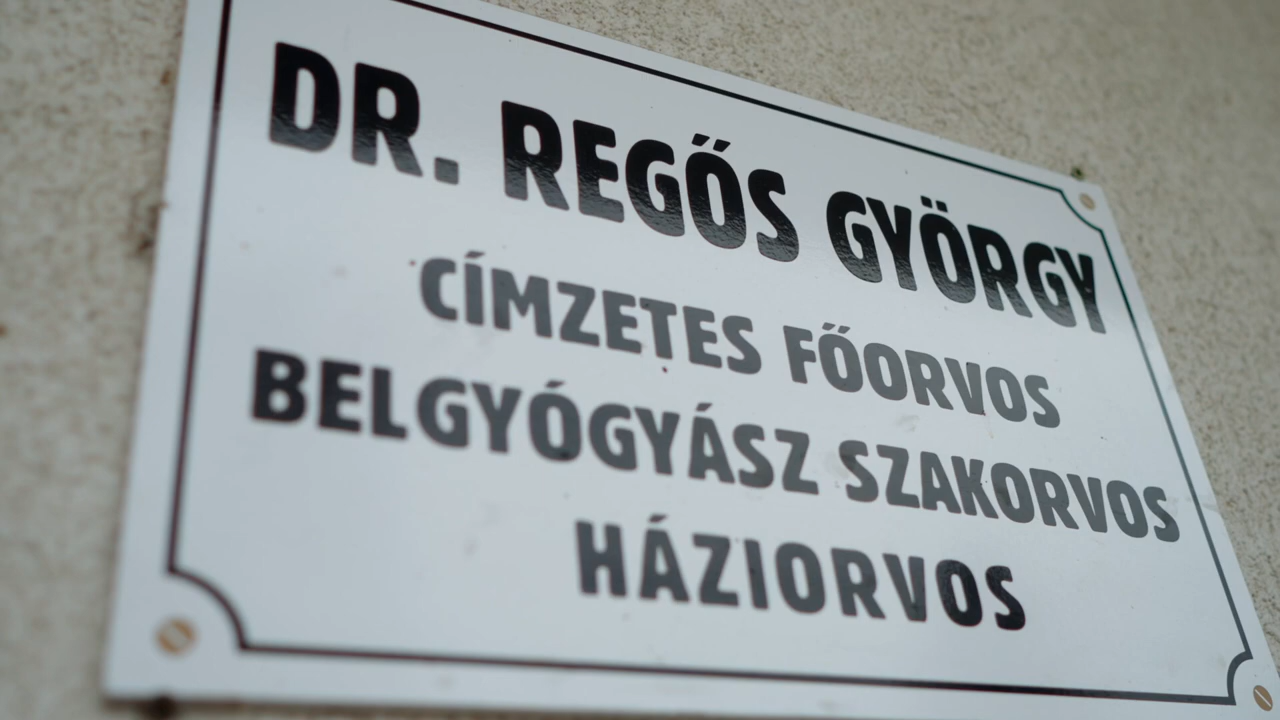 DR. REGŐS GYÖRGY
CÍMZETES FŐORVOS
BELGYÓGYÁSZ SZAKORVOS
HÁZIORVOS